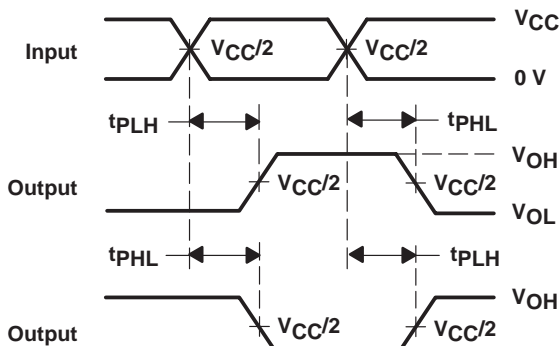 VCC
Input VCC/2 VCC/2
0 V
tPLH tPHL
VOH
Output VCC/2 VCC/2
VOL
tPHL tPLH
VOH
Output VCC/2 VCC/2